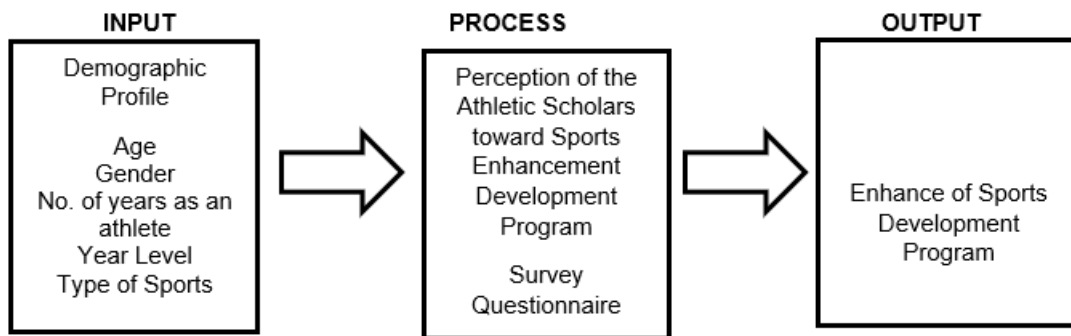 INPUT
Demographic
Profile
Age
Gender
No. of years as an
athlete
Year Level
Type of Sports
PROCESS
Perception of the
Athletic Scholars
toward Sports
Enhancement
Development
Program
Survey
Questionnaire
OUTPUT
Enhance of Sports
Development
Program